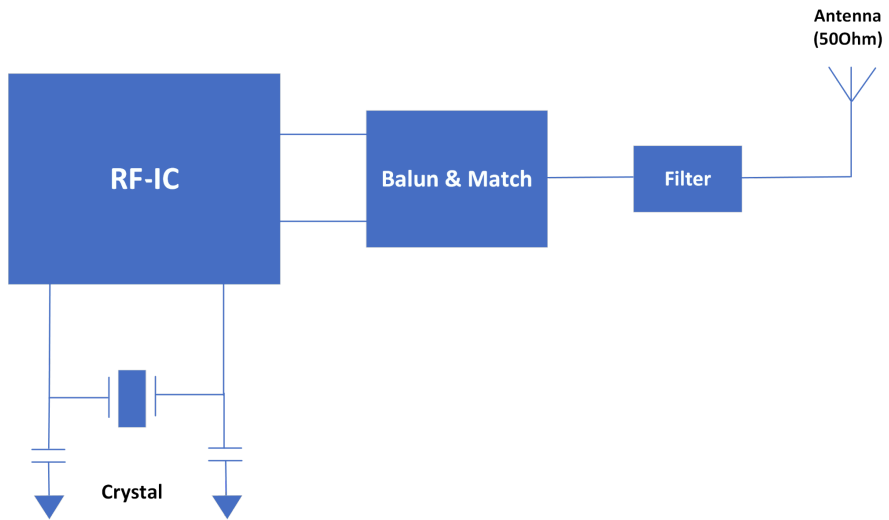 Antenna
(50Ohm)
RF-IC
Balun & Match
Filter
Crystal